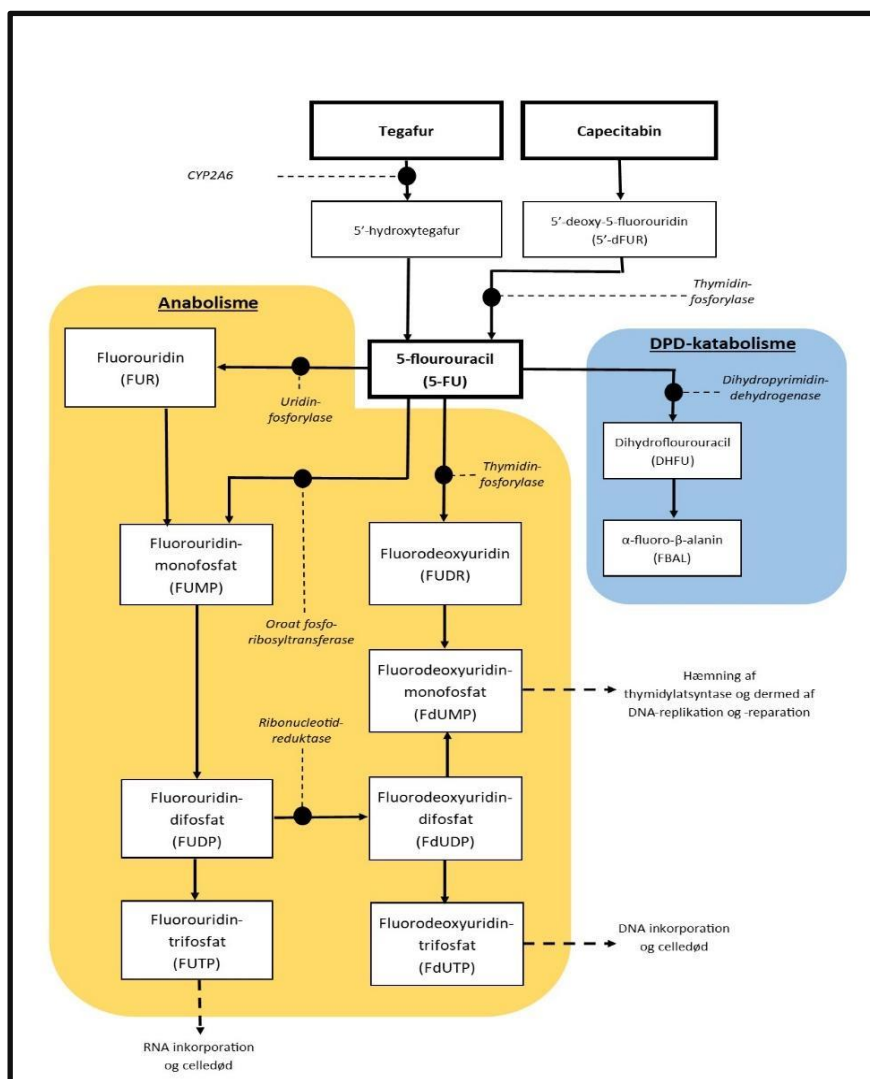 Tegafur
Capecitabin
CYP2A6
5′-hydroxytegafur
5′-deoxy-5-fluorouridin
(5′-dFUR)
Thymidin-
fosforylase
Anabolisme
Fluorouridin
(FUR)
5-flourouracil
(5-FU)
DPD-katabolisme
Uridin-
fosforylase
Dihydropyrimidin-
dehydrogenase
Dihydroflourouracil
(DHFU)
Thymidin-
fosforylase
Fluorouridin-
monofosfat
(FUMP)
Fluorodeoxyuridin
(FUDR)
α-fluoro-β-alanin
(FBAL)
Oroat fosfo-
ribosyltransferase
Fluorodeoxyuridin-
monofosfat
(FdUMP)
Hæmning af
thymidylatsyntase og dermed af
DNA-replikation og -reparation
Ribonucleotid-
reduktase
Fluorouridin-
difosfat
(FUDP)
Fluorodeoxyuridin-
difosfat
(FdUDP)
Fluorouridin-
trifosfat
(FUTP)
Fluorodeoxyuridin-
trifosfat
(FdUTP)
DNA inkorporation
og celledød
RNA inkorporation
og celledød